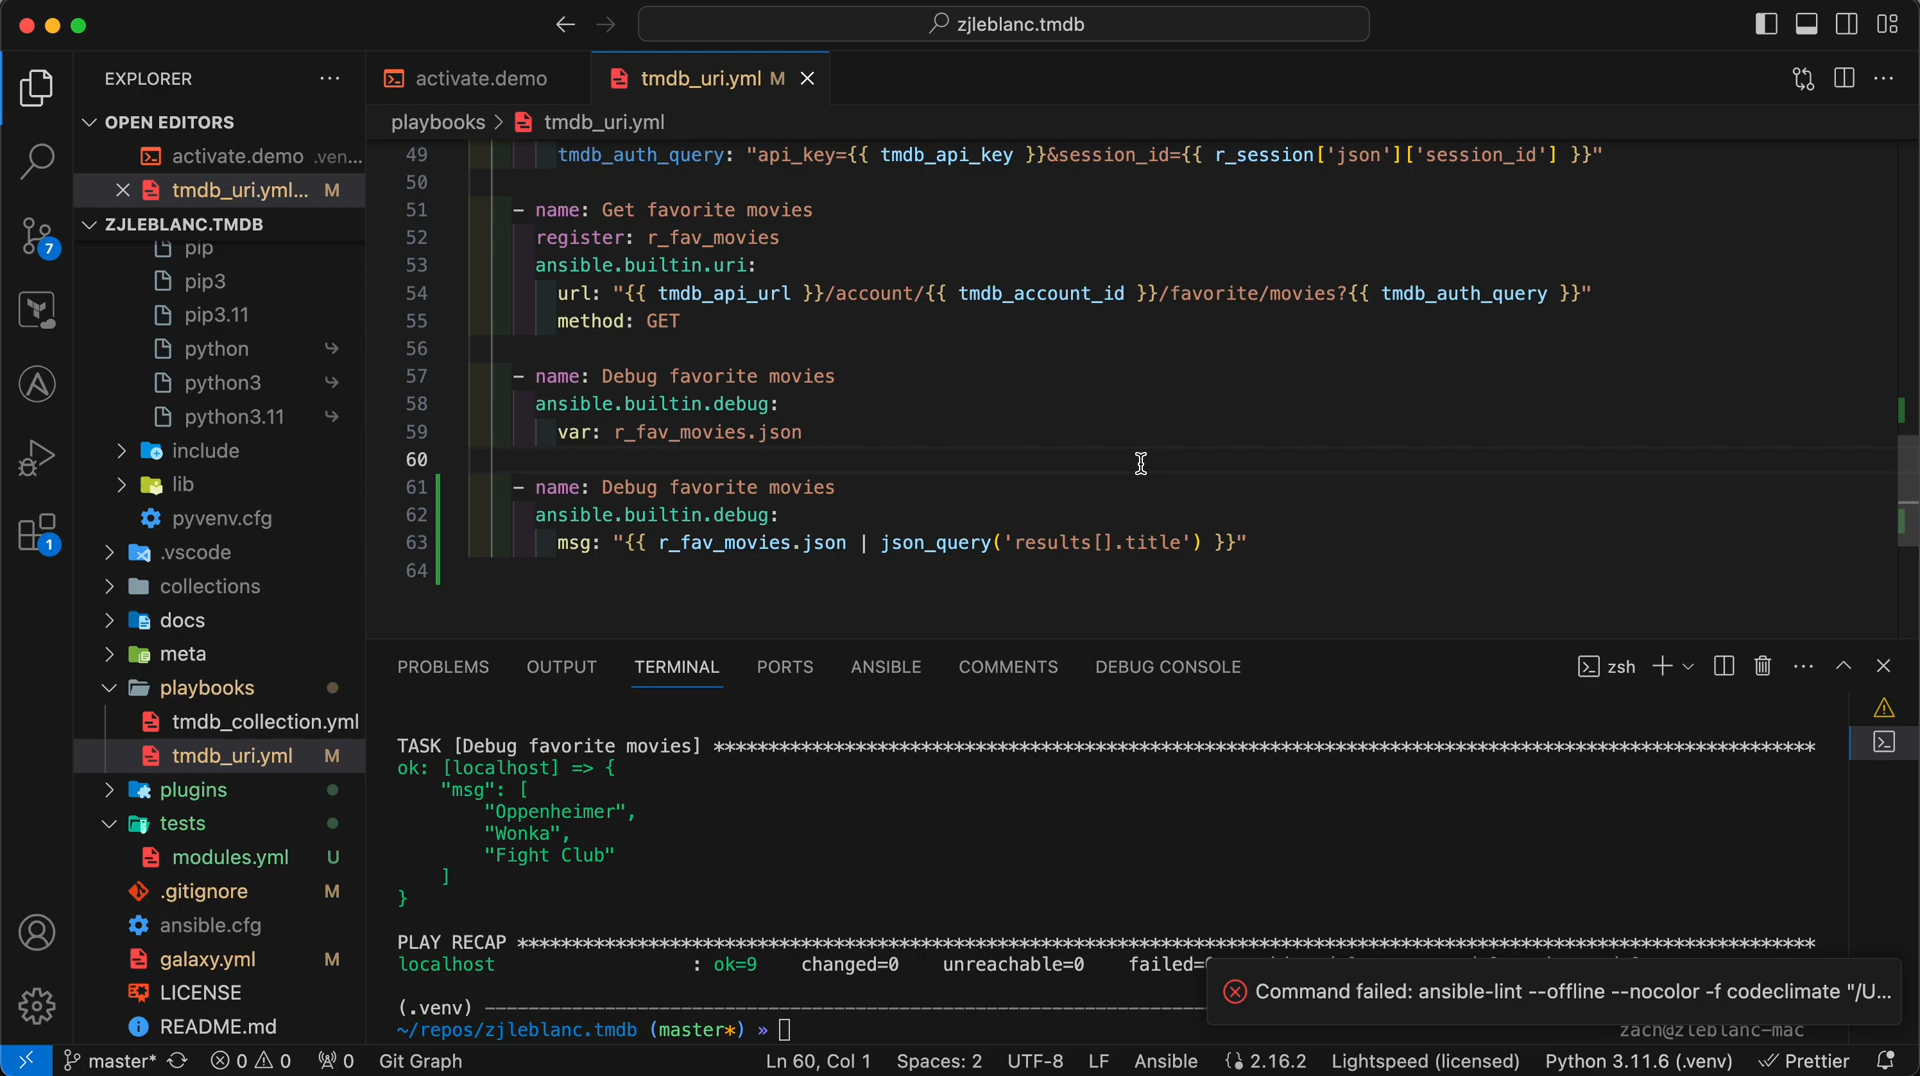 zjleblanc.tmdb
EXPLORER
OPEN EDITORS
activate.demo .ven...
tmdb_uri.yml... M
ZJLEBLANC.TMDB
pip
pip3
pip3.11
python
python3
python3.11
include
lib
pyvenv.cfg
.vscode
collections
docs
meta
playbooks
tmdb_collection.yml
tmdb_uri.yml M
plugins
tests
modules.yml U
.gitignore M
ansible.cfg
galaxy.yml M
LICENSE
README.md
7
1
activate.demo
tmdb_uri.yml M
playbooks > tmdb_uri.yml
49 tmdb_auth_query: "api_key={{ tmdb_api_key }}&session_id={{ r_session['json']['session_id'] }}"
50
51 - name: Get favorite movies
52 register: r_fav_movies
53 ansible.builtin.uri:
54 url: "{{ tmdb_api_url }}/account/{{ tmdb_account_id }}/favorite/movies?{{ tmdb_auth_query }}"
55 method: GET
56
57 - name: Debug favorite movies
58 ansible.builtin.debug:
59 var: r_fav_movies.json
60
61 - name: Debug favorite movies
62 ansible.builtin.debug:
63 msg: "{{ r_fav_movies.json | json_query('results[].title') }}"
64
PROBLEMS OUTPUT TERMINAL PORTS ANSIBLE COMMENTS DEBUG CONSOLE
zsh
TASK [Debug favorite movies] **************************************************************************************************
ok: [localhost] => {
"msg": [
"Oppenheimer",
"Wonka",
"Fight Club"
]
}
PLAY RECAP ********************************************************************************************************************
localhost : ok=9 changed=0 unreachable=0 failed=
(.venv)
~/repos/zjleblanc.tmdb (master*) »
Command failed: ansible-lint --offline --nocolor -f codeclimate "/U...
zach@zleblanc-mac
master* 0 0 0 Git Graph Ln 60, Col 1 Spaces: 2 UTF-8 LF Ansible 2.16.2 Lightspeed (licensed) Python 3.11.6 (.venv) Prettier